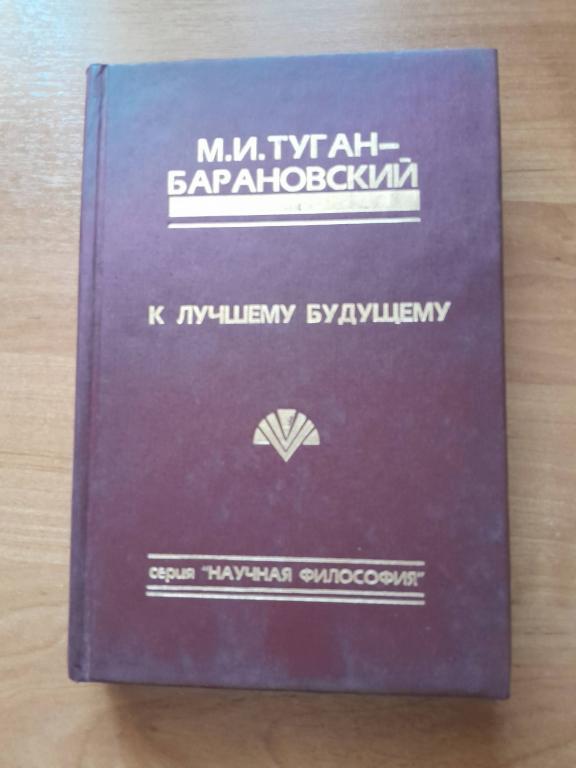 М.И.ТУГАН-
БАРАНОВСКИЙ
К ЛУЧШЕМУ БУДУЩЕМУ
серия "НАУЧНАЯ ФИЛОСОФИЯ"